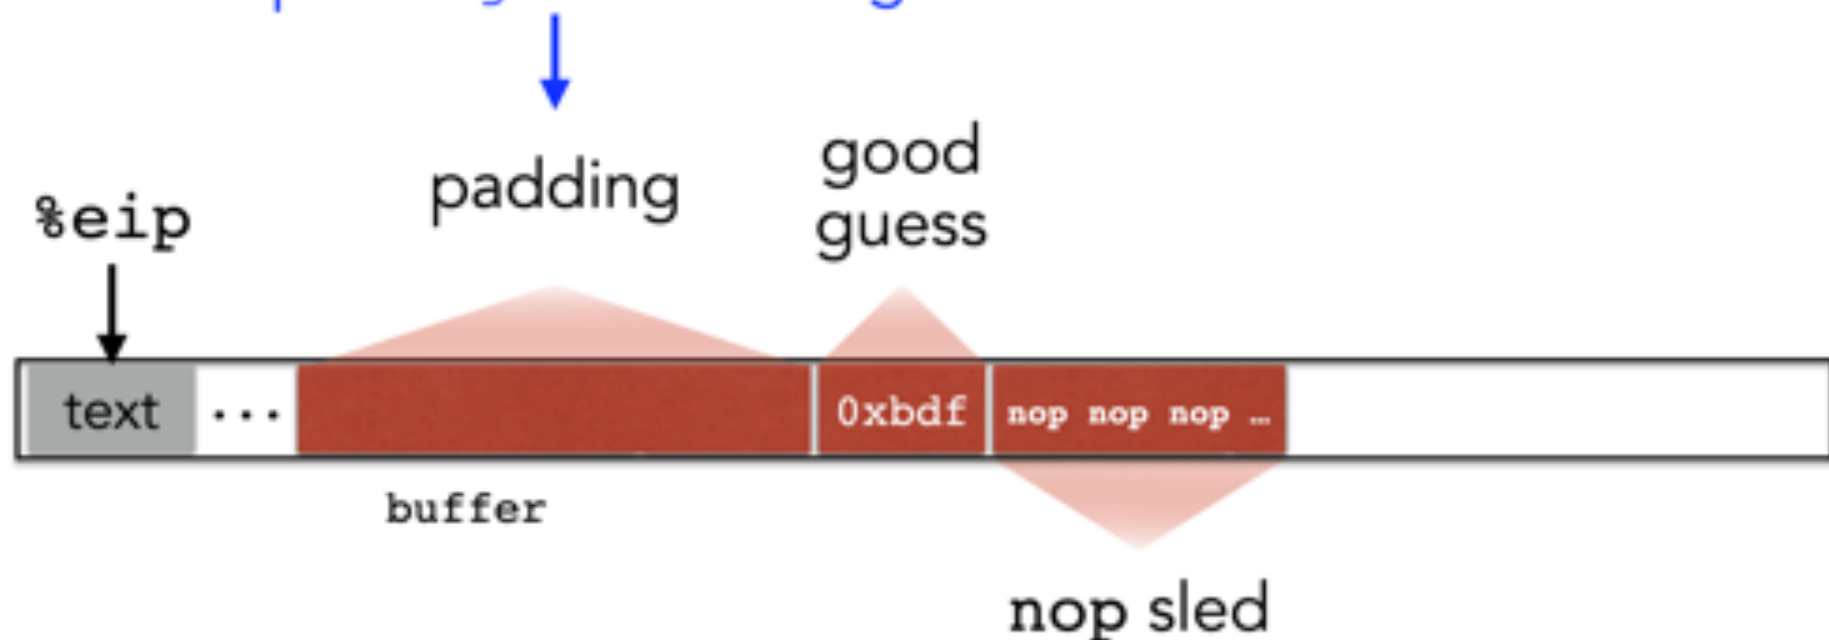 padding
good
guess
%eip
text ...
0xbdf
nop nop nop …
buffer
nop sled